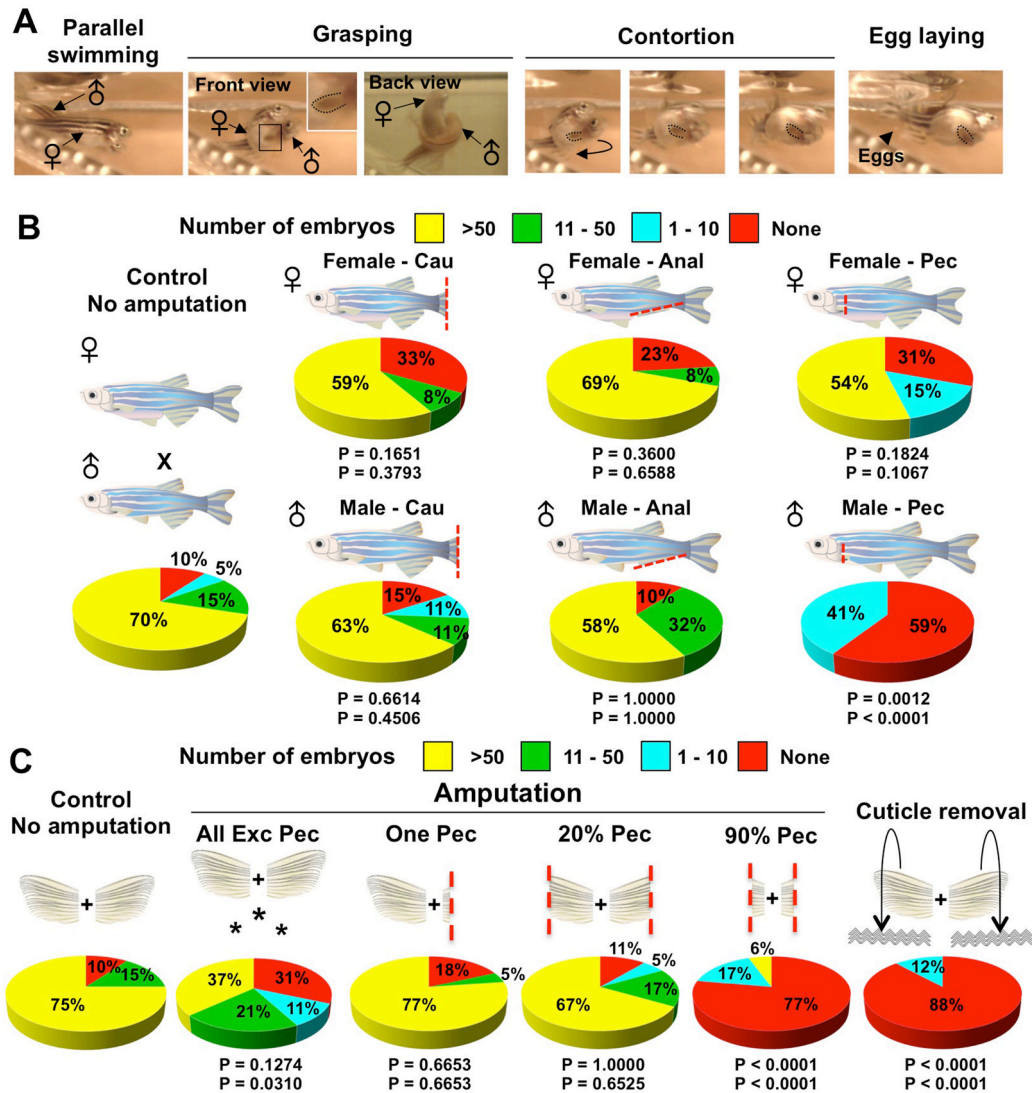 A
Parallel
swimming
Grasping
Contortion
Egg laying
♂
♀
Front view
♀
♂
Back view
♀
♂
Eggs
B
Number of embryos >50 11 - 50 1 - 10 None
Control
No amputation
♀
♂ X
10% 5%
15%
70%
♀ Female - Cau
33%
59%
8%
P = 0.1651
P = 0.3793
♀ Female - Anal
23%
8%
69%
P = 0.3600
P = 0.6588
♀ Female - Pec
31%
54%
15%
P = 0.1824
P = 0.1067
♂ Male - Cau
15%
11%
63%
11%
P = 0.6614
P = 0.4506
♂ Male - Anal
10%
58% 32%
P = 1.0000
P = 1.0000
♂ Male - Pec
41%
59%
P = 0.0012
P < 0.0001
C
Number of embryos >50 11 - 50 1 - 10 None
Control
No amputation
+
10%
15%
75%
Amputation
All Exc Pec
+
* * *
37% 31%
21% 11%
P = 0.1274
P = 0.0310
One Pec
+
18%
5%
77%
P = 0.6653
P = 0.6653
20% Pec
+
11%
5%
17%
67%
P = 1.0000
P = 0.6525
90% Pec
+
6%
17%
77%
P < 0.0001
P < 0.0001
Cuticle removal
+
12%
88%
P < 0.0001
P < 0.0001